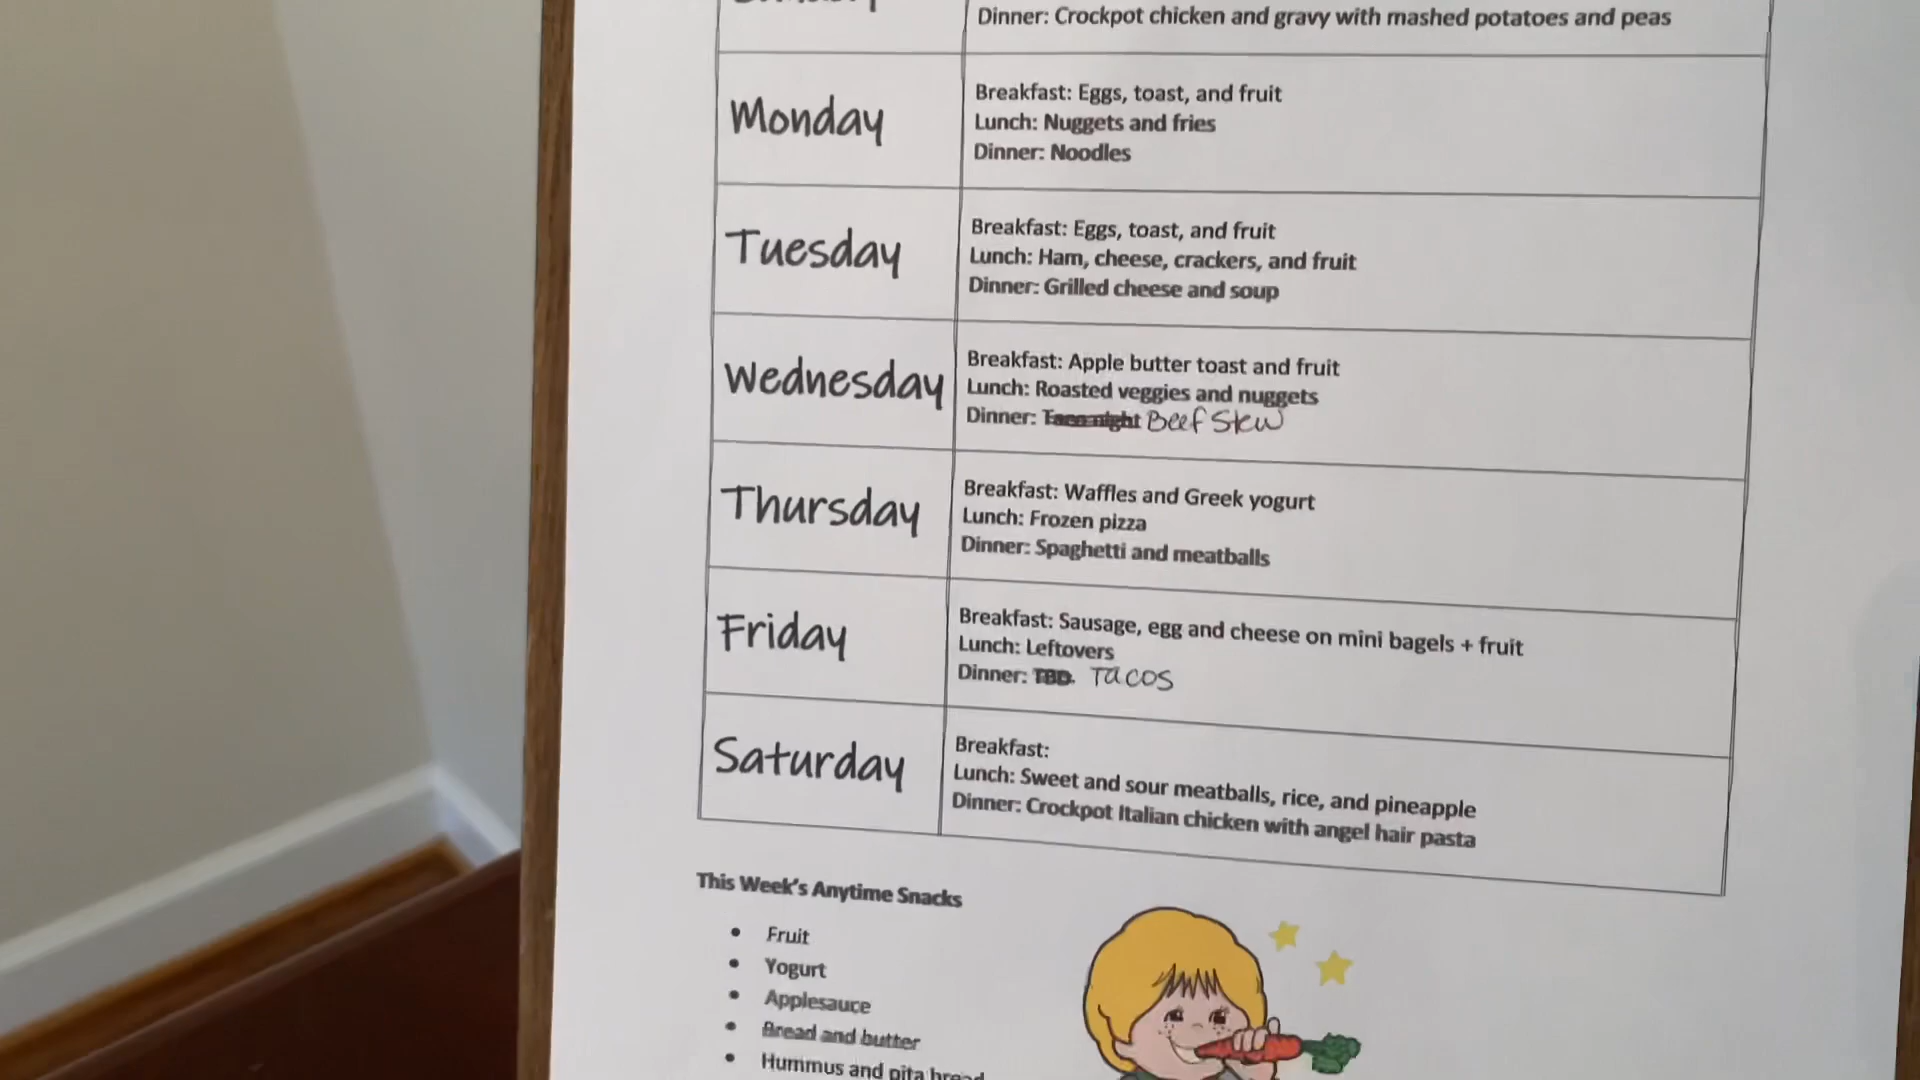 Dinner: Crockpot chicken and gravy with mashed potatoes and peas
Monday
Breakfast: Eggs, toast, and fruit
Lunch: Nuggets and fries
Dinner: Noodles
Tuesday
Breakfast: Eggs, toast, and fruit
Lunch: Ham, cheese, crackers, and fruit
Dinner: Grilled cheese and soup
Wednesday
Breakfast: Apple butter toast and fruit
Lunch: Roasted veggies and nuggets
Dinner: Taco night Beef Stew
Thursday
Breakfast: Waffles and Greek yogurt
Lunch: Frozen pizza
Dinner: Spaghetti and meatballs
Friday
Breakfast: Sausage, egg and cheese on mini bagels + fruit
Lunch: Leftovers
Dinner: TBD. Tacos
Saturday
Breakfast:
Lunch: Sweet and sour meatballs, rice, and pineapple
Dinner: Crockpot Italian chicken with angel hair pasta
This Week's Anytime Snacks
• Fruit
• Yogurt
• Applesauce
• Bread and butter
• Hummus and pita bread